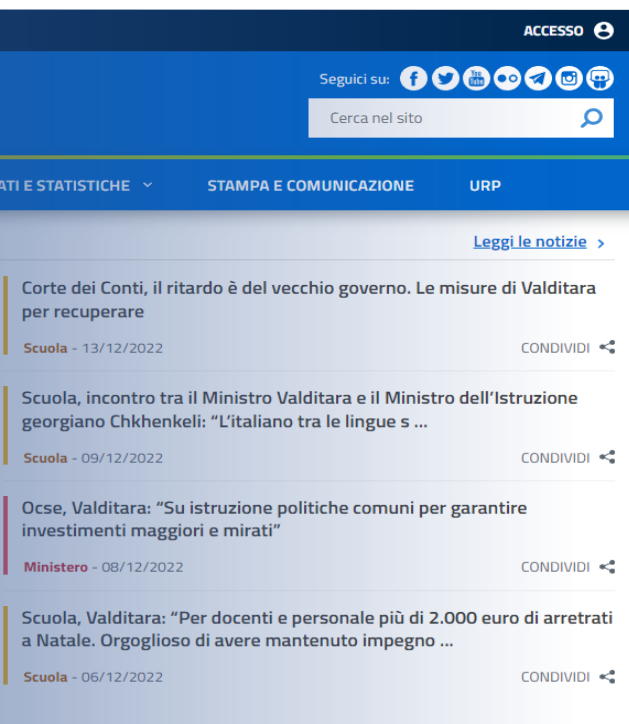 ACCESSO
Seguici su:
You Tube
Cerca nel sito
ATI E STATISTICHE STAMPA E COMUNICAZIONE URP
Leggi le notizie
Corte dei Conti, il ritardo è del vecchio governo. Le misure di Valditara
per recuperare
Scuola - 13/12/2022 CONDIVIDI
Scuola, incontro tra il Ministro Valditara e il Ministro dell’Istruzione
georgiano Chkhenkeli: “L’italiano tra le lingue s ...
Scuola - 09/12/2022 CONDIVIDI
Ocse, Valditara: “Su istruzione politiche comuni per garantire
investimenti maggiori e mirati”
Ministero - 08/12/2022 CONDIVIDI
Scuola, Valditara: “Per docenti e personale più di 2.000 euro di arretrati
a Natale. Orgoglioso di avere mantenuto impegno ...
Scuola - 06/12/2022 CONDIVIDI